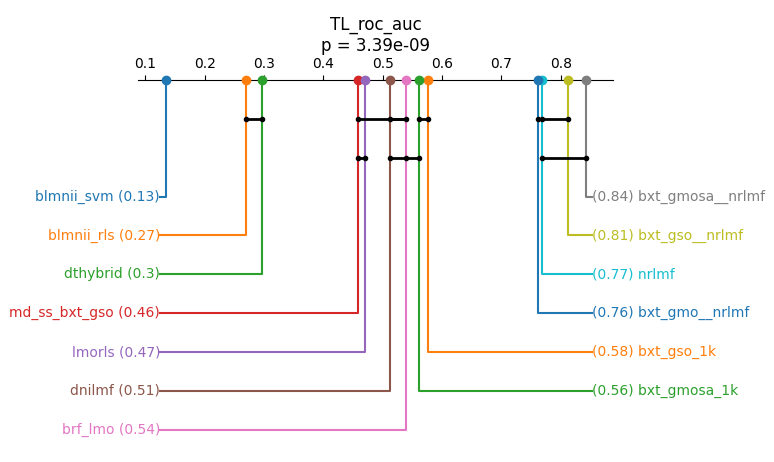 TL_roc_auc
p = 3.39e-09
0.1 0.2 0.3 0.4 0.5 0.6 0.7 0.8
blmnii_svm (0.13)
(0.84) bxt_gmosa__nrlmf
blmnii_rls (0.27)
(0.81) bxt_gso__nrlmf
dthybrid (0.3)
(0.77) nrlmf
md_ss_bxt_gso (0.46)
(0.76) bxt_gmo__nrlmf
lmorls (0.47)
(0.58) bxt_gso_1k
dnilmf (0.51)
(0.56) bxt_gmosa_1k
brf_lmo (0.54)